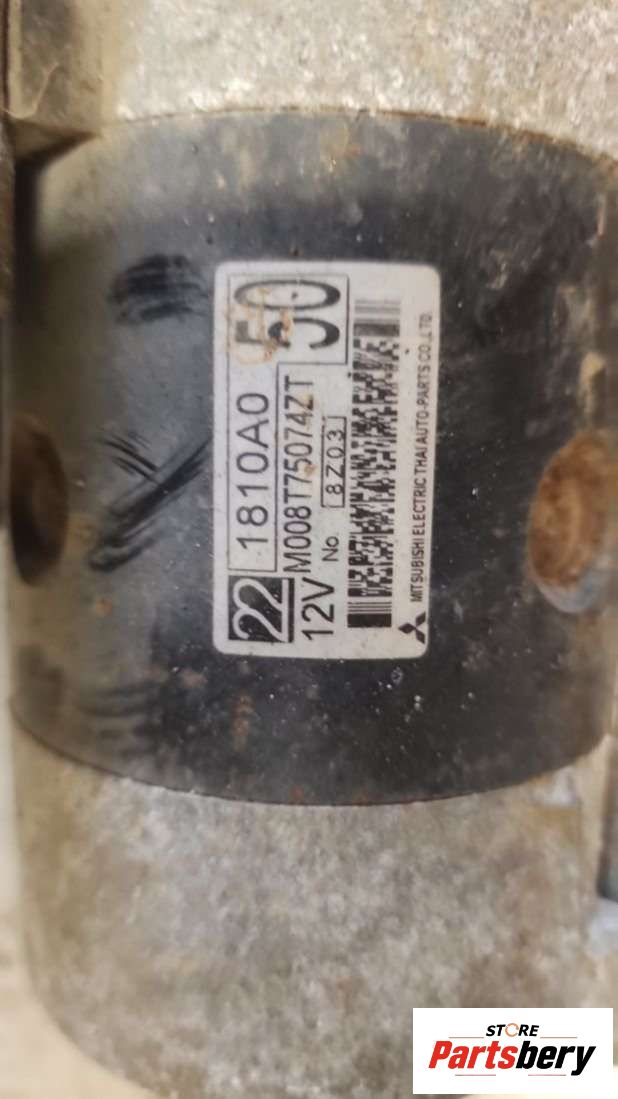 22 1810A0 50
12V M008T75074ZT
No. 8Z03
MITSUBISHI ELECTRIC THAI AUTO-PARTS CO.,LTD.
STORE
Partsbery